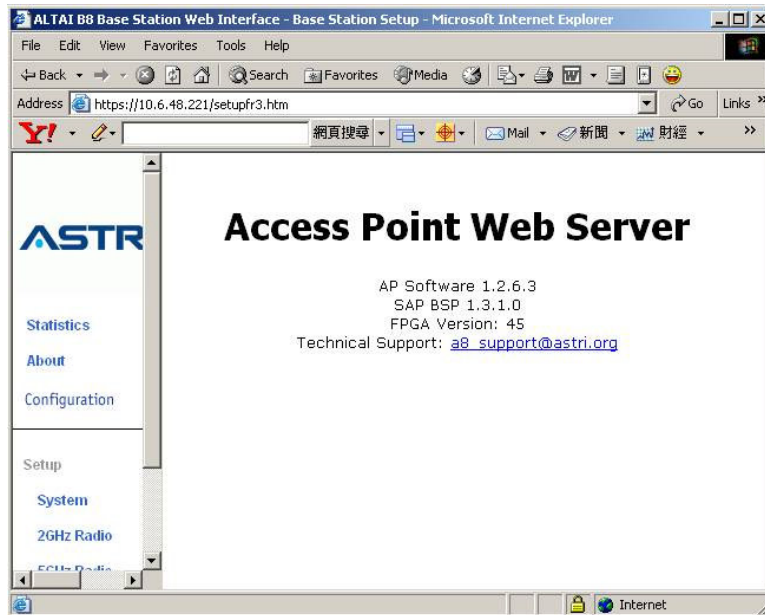 ALTAI B8 Base Station Web Interface - Base Station Setup - Microsoft Internet Explorer
File Edit View Favorites Tools Help
Back Search Favorites Media
Address https://10.6.48.221/setupfr3.htm Go Links
Y! 網頁搜尋 Mail 新聞 財經
ASTR
Access Point Web Server
AP Software 1.2.6.3
SAP BSP 1.3.1.0
FPGA Version: 45
Technical Support: a8_support@astri.org
Statistics
About
Configuration
Setup
System
2GHz Radio
5GHz Radio
Internet